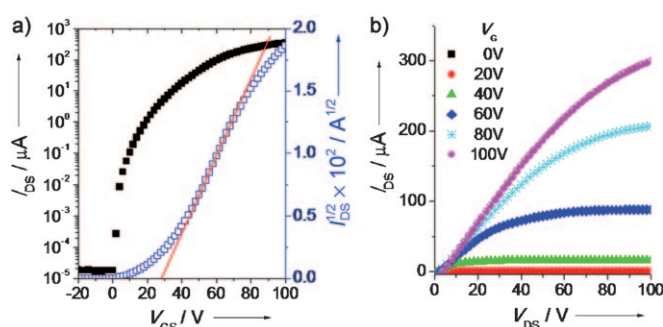 a)
I_DS / μA
10³
10²
10¹
10⁰
10⁻¹
10⁻²
10⁻³
10⁻⁴
10⁻⁵
-20 0 20 40 60 80 100
V_GS / V
2.0
1.5
1.0
0.5
0.0
I_DS^1/2 × 10² / A^1/2
b)
I_DS / μA
300
200
100
0
V_G
0V
20V
40V
60V
80V
100V
0 20 40 60 80 100
V_DS / V